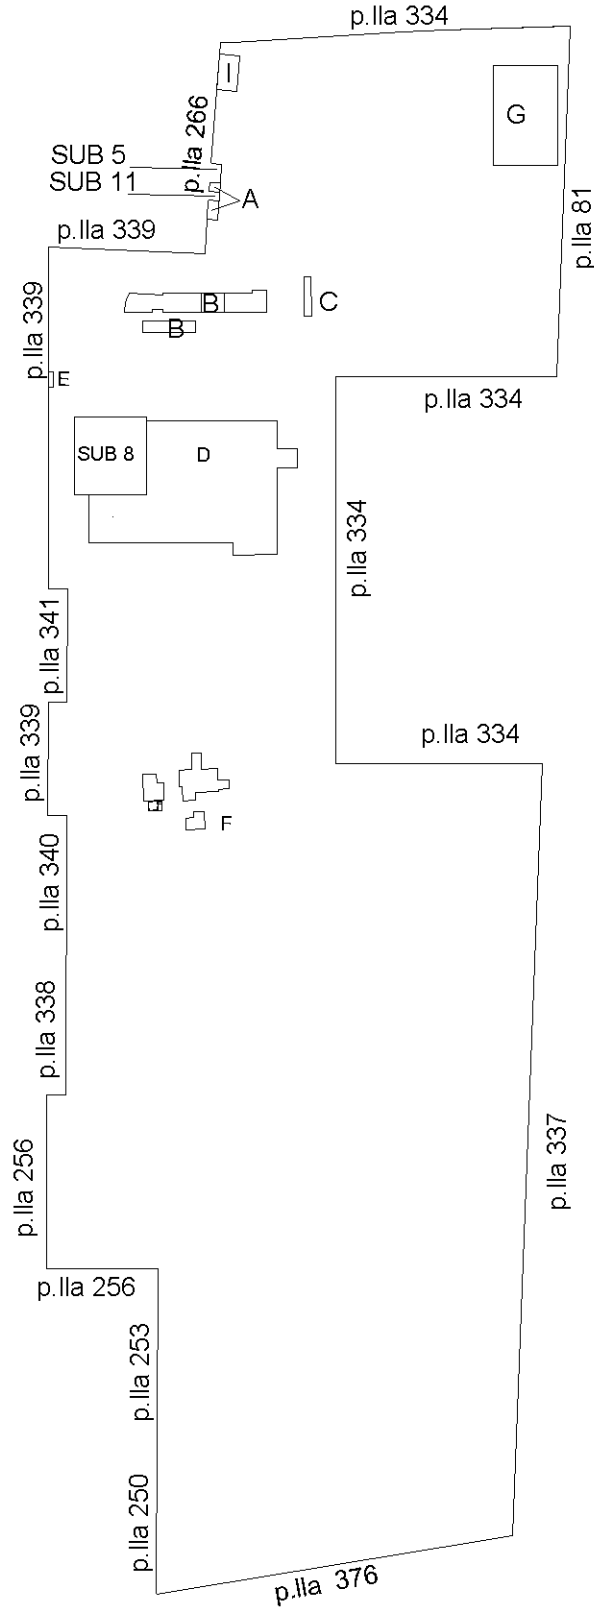 p.lla 334
I
p.lla 266
G
SUB 5
SUB 11
A
p.lla 81
p.lla 339
p.lla 339
B
C
B
E
p.lla 334
SUB 8
D
p.lla 334
p.lla 341
p.lla 339
p.lla 334
F
p.lla 340
p.lla 338
p.lla 337
p.lla 256
p.lla 256
p.lla 253
p.lla 250
p.lla 376